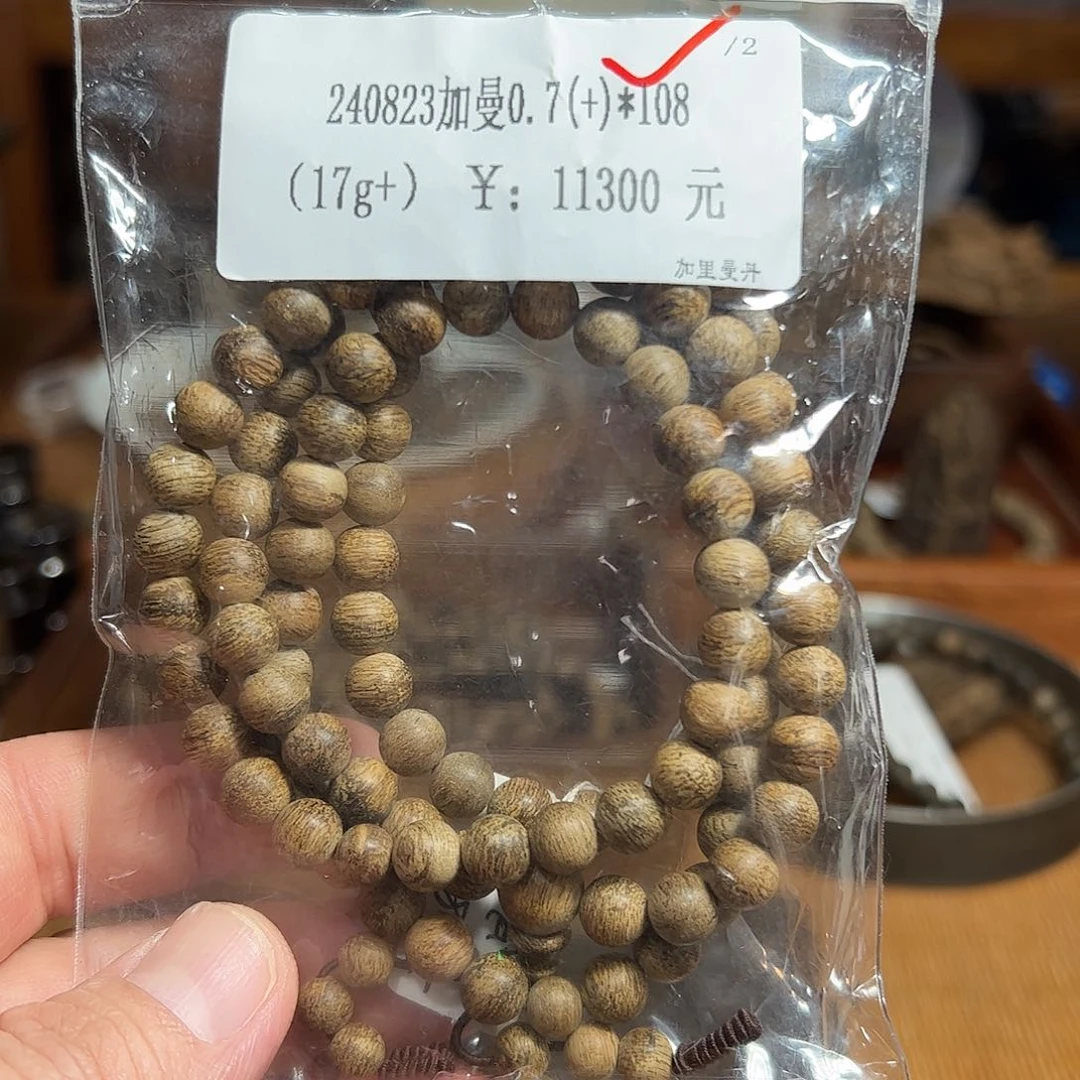 /2
240823加曼0.7(+)*108
(17g+) ￥: 11300 元
加里曼丹